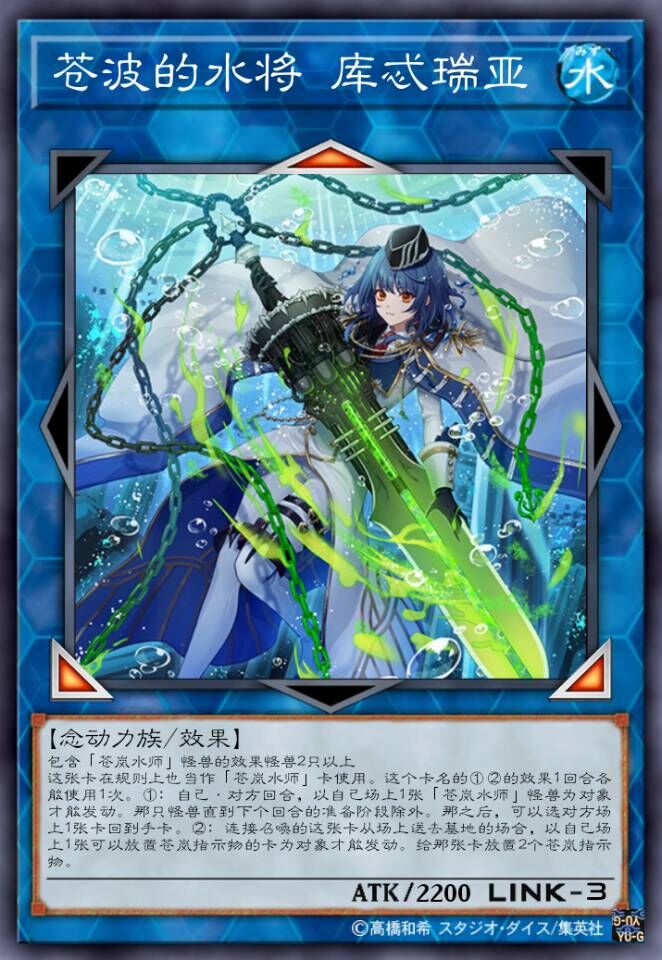 苍波的水将 库忒瑞亚
みず
水
【念动力族/效果】
包含「苍岚水师」怪兽的效果怪兽2只以上
这张卡在规则上也当作「苍岚水师」卡使用。这个卡名的①②的效果1回合各
能使用1次。①：自己·对方回合，以自己场上1张「苍岚水师」怪兽为对象
才能发动。那只怪兽直到下个回合的准备阶段除外。那之后，可以选对方场
上1张卡回到手卡。②：连接召唤的这张卡从场上送去墓地的场合，以自己场
上1张可以放置苍岚指示物的卡为对象才能发动。给那张卡放置2个苍岚指示
物。
ATK/2200 LINK-3
©高橋和希 スタジオ・ダイス/集英社